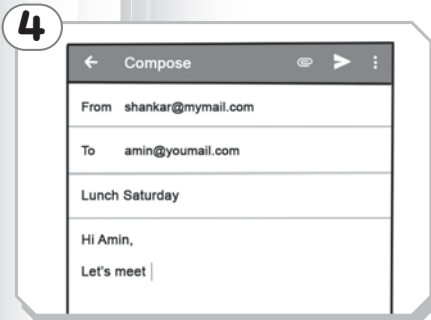 4
Compose
From shankar@mymail.com
To amin@youmail.com
Lunch Saturday
Hi Amin,
Let's meet